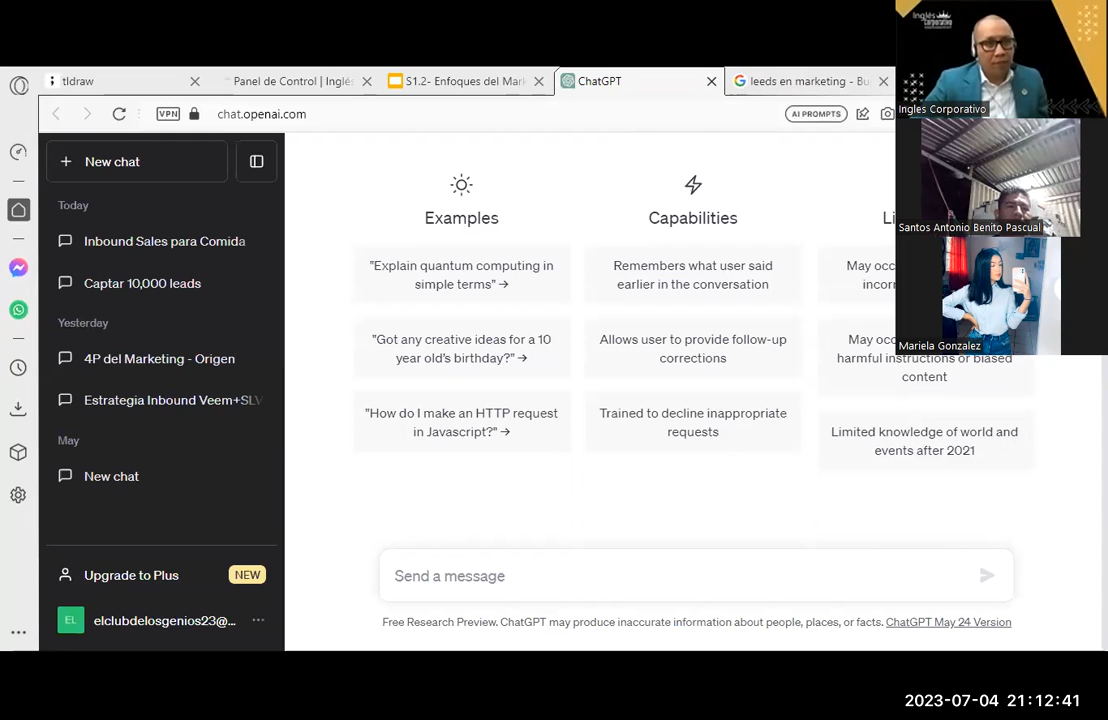 tldraw
Panel de Control | Inglé
S1.2- Enfoques del Mark
ChatGPT
leeds en marketing - Bu
VPN
chat.openai.com
AI PROMPTS
New chat
Today
Inbound Sales para Comida
Captar 10,000 leads
Yesterday
4P del Marketing - Origen
Estrategia Inbound Veem+SLV
May
New chat
Upgrade to Plus
NEW
EL
elclubdelosgenios23@...
Examples
"Explain quantum computing in
simple terms" →
"Got any creative ideas for a 10
year old's birthday?" →
"How do I make an HTTP request
in Javascript?" →
Capabilities
Remembers what user said
earlier in the conversation
Allows user to provide follow-up
corrections
Trained to decline inappropriate
requests
Li
May occ
incorr
May occ
harmful instructions or biased
content
Limited knowledge of world and
events after 2021
Send a message
Free Research Preview. ChatGPT may produce inaccurate information about people, places, or facts. ChatGPT May 24 Version
Inglés
Corporativo
Ingles Corporativo
Santos Antonio Benito Pascual
Mariela Gonzalez
2023-07-04 21:12:41